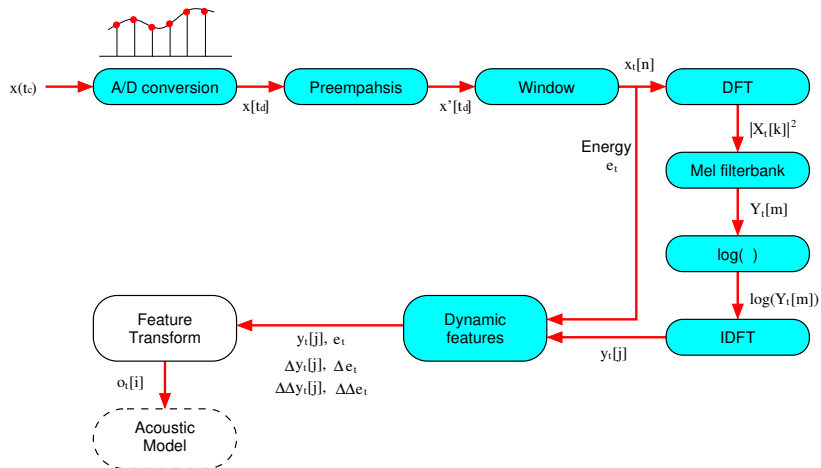 x(tc)
A/D conversion
x[td]
Preempahsis
x'[td]
Window
xt[n]
DFT
|Xt[k]|²
Energy
et
Mel filterbank
Yt[m]
log( )
log(Yt[m])
IDFT
yt[j]
Dynamic
features
yt[j], et
Δyt[j], Δet
ΔΔyt[j], ΔΔet
Feature
Transform
ot[i]
Acoustic
Model